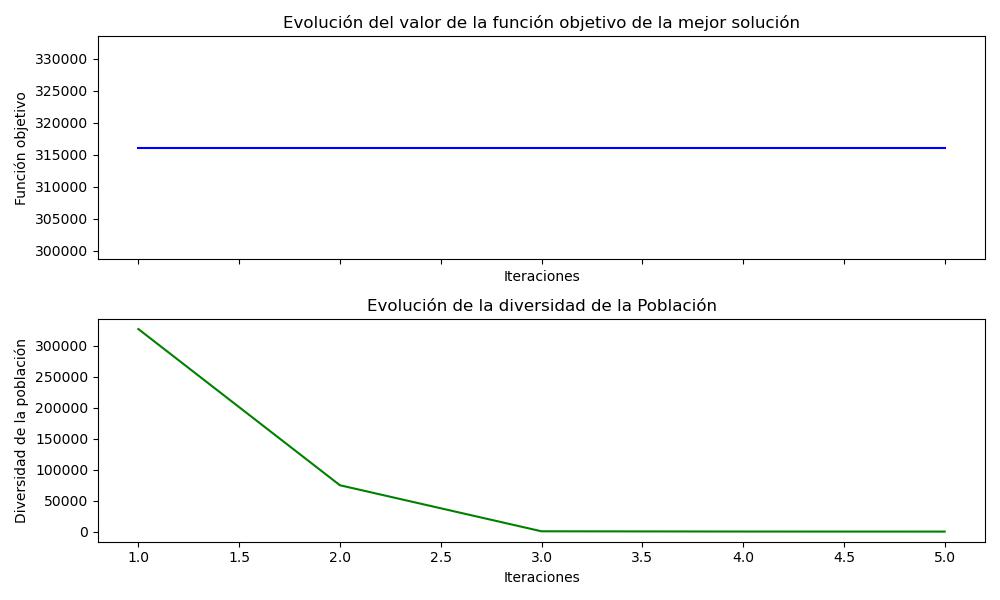 Evolución del valor de la función objetivo de la mejor solución
Función objetivo
330000
325000
320000
315000
310000
305000
300000
Iteraciones
Evolución de la diversidad de la Población
Diversidad de la población
300000
250000
200000
150000
100000
50000
0
1.0 1.5 2.0 2.5 3.0 3.5 4.0 4.5 5.0
Iteraciones